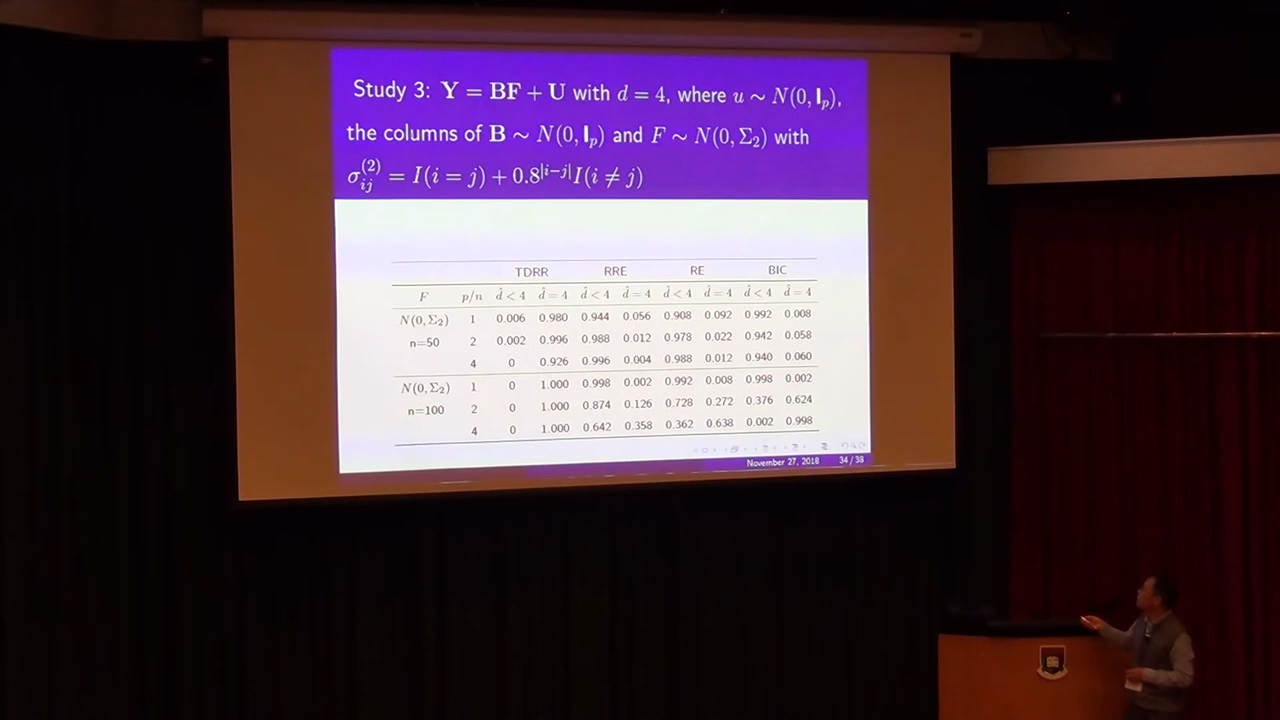 Study 3: Y = BF + U with d = 4, where u ∼ N(0, I_p),
the columns of B ∼ N(0, I_p) and F ∼ N(0, Σ_2) with
σ_{ij}^{(2)} = I(i = j) + 0.8^{|i−j|} I(i ≠ j)
TDRR RRE RE BIC
F p/n d̂ < 4 d̂ = 4 d̂ < 4 d̂ = 4 d̂ < 4 d̂ = 4 d̂ < 4 d̂ = 4
N(0, Σ_2) 1 0.006 0.980 0.944 0.056 0.908 0.092 0.992 0.008
n=50 2 0.002 0.996 0.988 0.012 0.978 0.022 0.942 0.058
4 0 0.926 0.996 0.004 0.988 0.012 0.940 0.060
N(0, Σ_2) 1 0 1.000 0.998 0.002 0.992 0.008 0.998 0.002
n=100 2 0 1.000 0.874 0.126 0.728 0.272 0.376 0.624
4 0 1.000 0.642 0.358 0.362 0.638 0.002 0.998
November 27, 2018 34 / 38